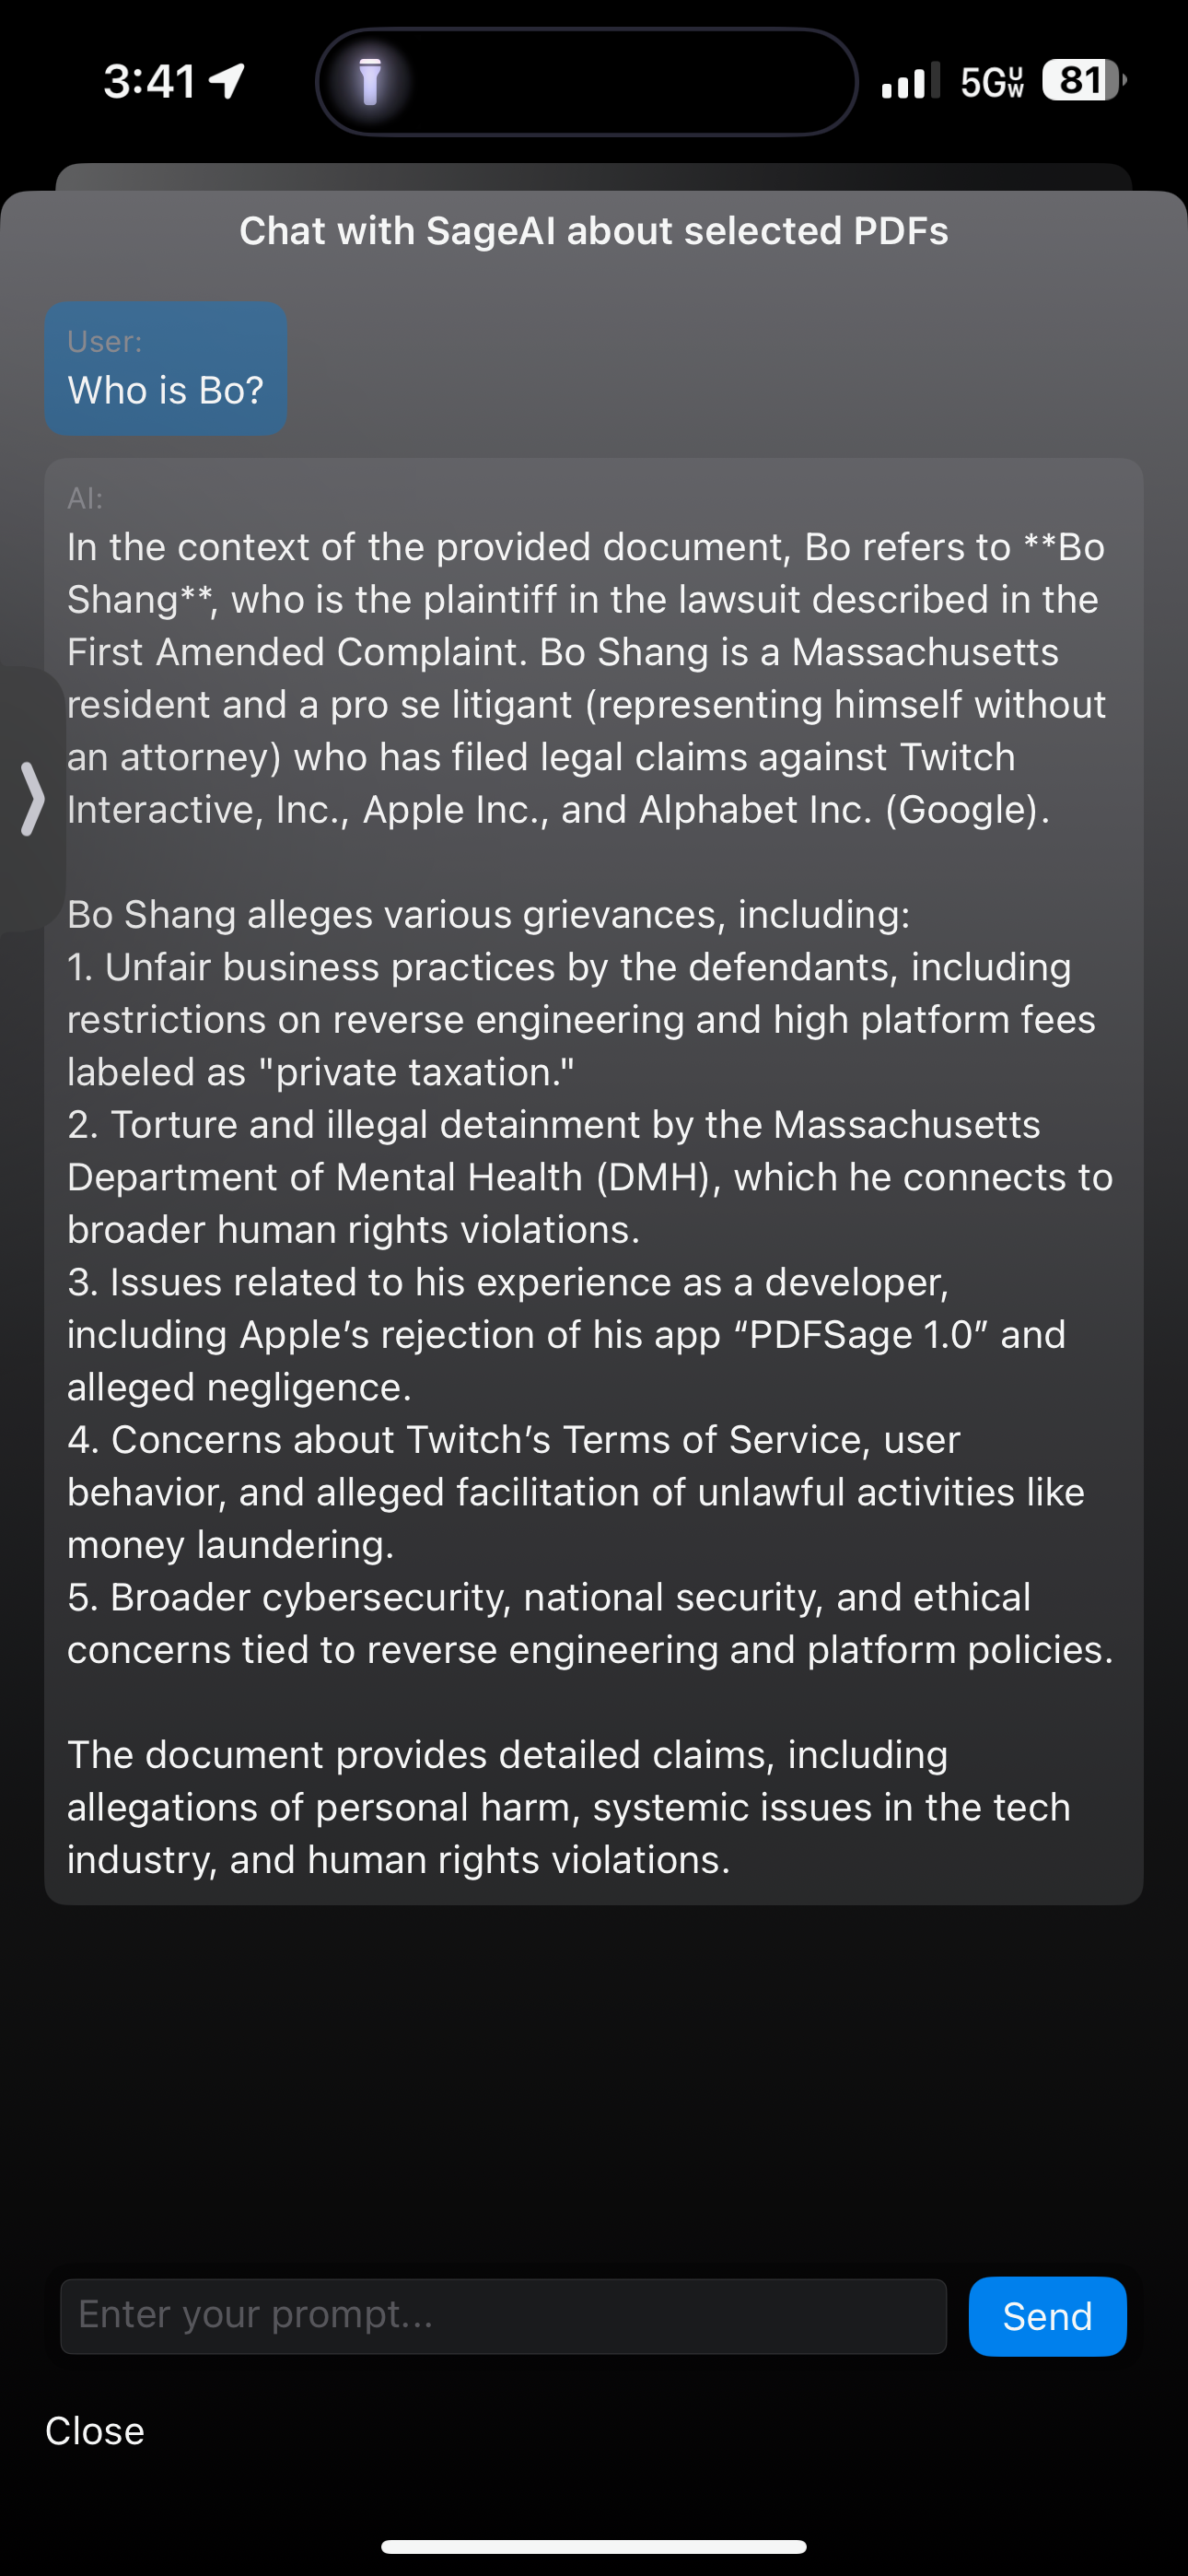 3:41
5GUW
81
Chat with SageAI about selected PDFs
User:
Who is Bo?
AI:
In the context of the provided document, Bo refers to **Bo
Shang**, who is the plaintiff in the lawsuit described in the
First Amended Complaint. Bo Shang is a Massachusetts
resident and a pro se litigant (representing himself without
an attorney) who has filed legal claims against Twitch
Interactive, Inc., Apple Inc., and Alphabet Inc. (Google).
Bo Shang alleges various grievances, including:
1. Unfair business practices by the defendants, including
restrictions on reverse engineering and high platform fees
labeled as "private taxation."
2. Torture and illegal detainment by the Massachusetts
Department of Mental Health (DMH), which he connects to
broader human rights violations.
3. Issues related to his experience as a developer,
including Apple’s rejection of his app “PDFSage 1.0” and
alleged negligence.
4. Concerns about Twitch’s Terms of Service, user
behavior, and alleged facilitation of unlawful activities like
money laundering.
5. Broader cybersecurity, national security, and ethical
concerns tied to reverse engineering and platform policies.
The document provides detailed claims, including
allegations of personal harm, systemic issues in the tech
industry, and human rights violations.
Enter your prompt...
Send
Close